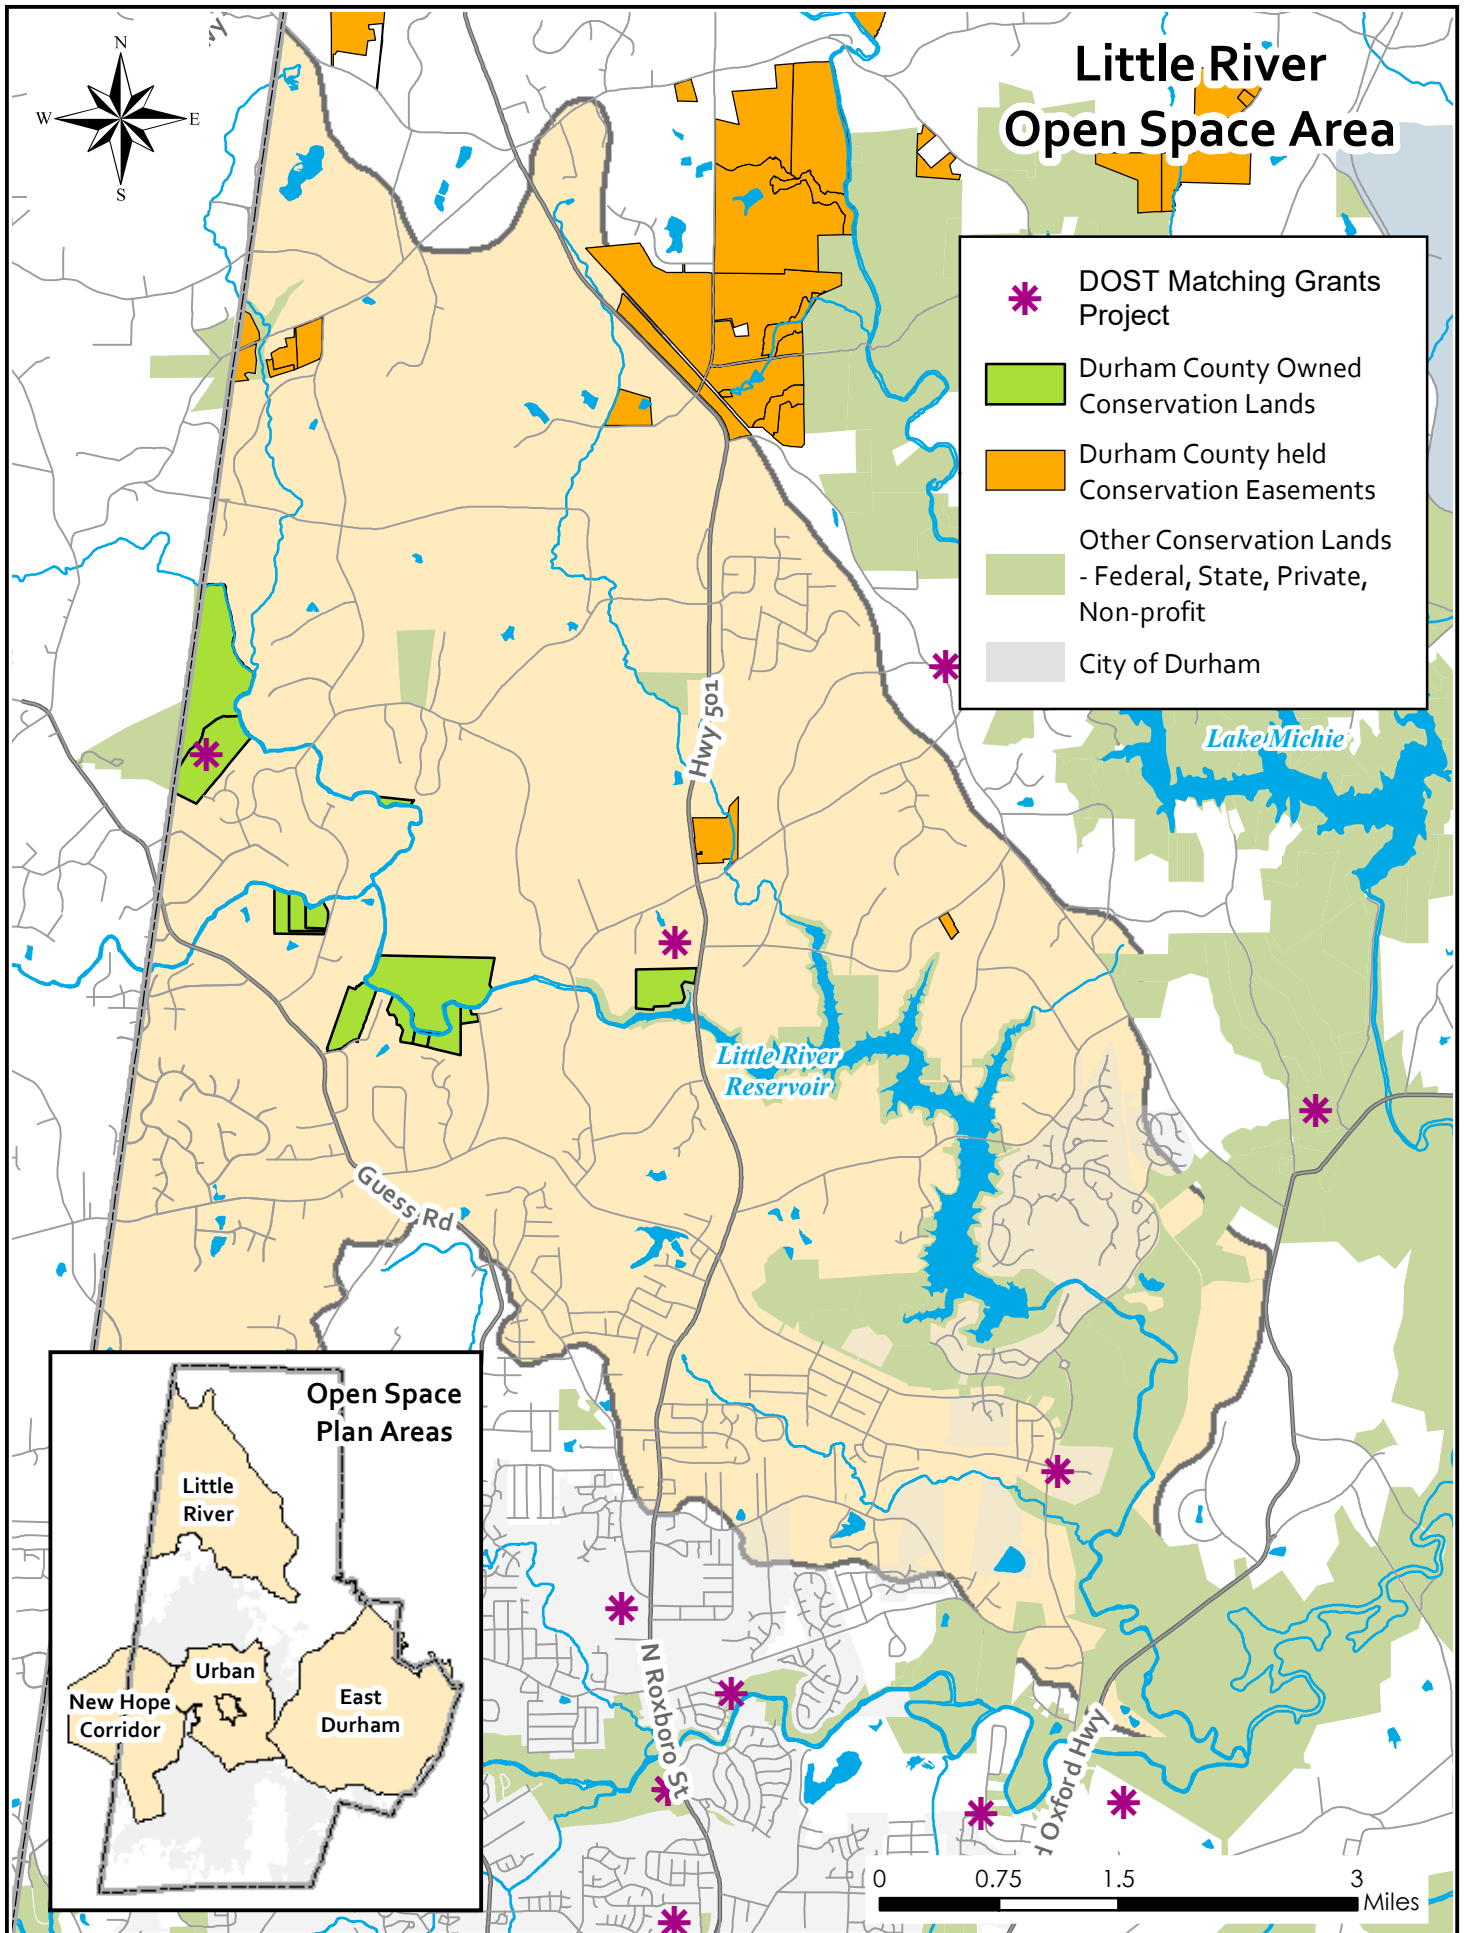 Little River
Open Space Area
N
W
E
S
DOST Matching Grants
Project
Durham County Owned
Conservation Lands
Durham County held
Conservation Easements
Other Conservation Lands
- Federal, State, Private,
Non-profit
City of Durham
Hwy 501
Lake Michie
Little River
Reservoir
Guess Rd
Open Space
Plan Areas
Little
River
Urban
New Hope
Corridor
East
Durham
N Roxboro St
Oxford Hwy
0
0.75
1.5
3
Miles